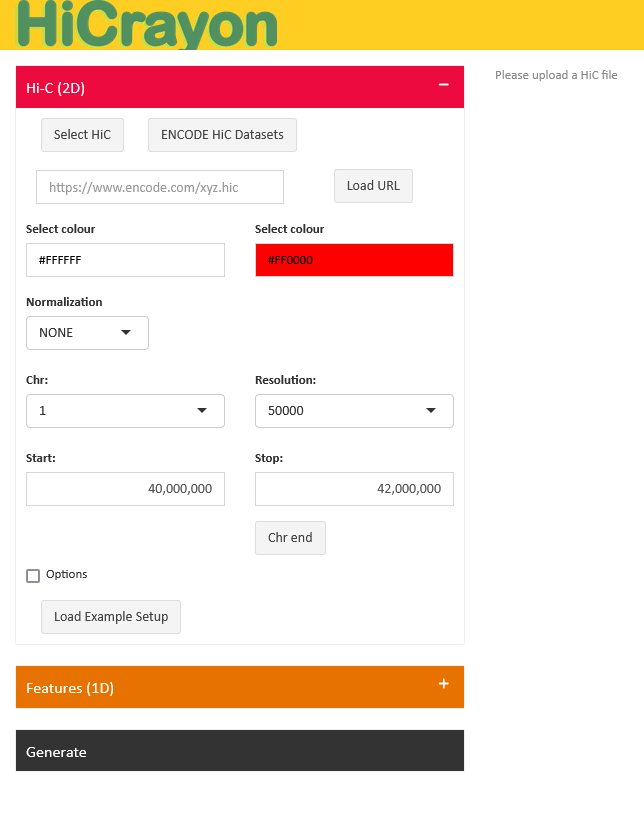 HiCrayon
Please upload a HiC file
Hi-C (2D)
Select HiC
ENCODE HiC Datasets
https://www.encode.com/xyz.hic
Load URL
Select colour
Select colour
#FFFFFF
#FF0000
Normalization
NONE
Chr:
Resolution:
1
50000
Start:
Stop:
40,000,000
42,000,000
Chr end
Options
Load Example Setup
Features (1D)
Generate